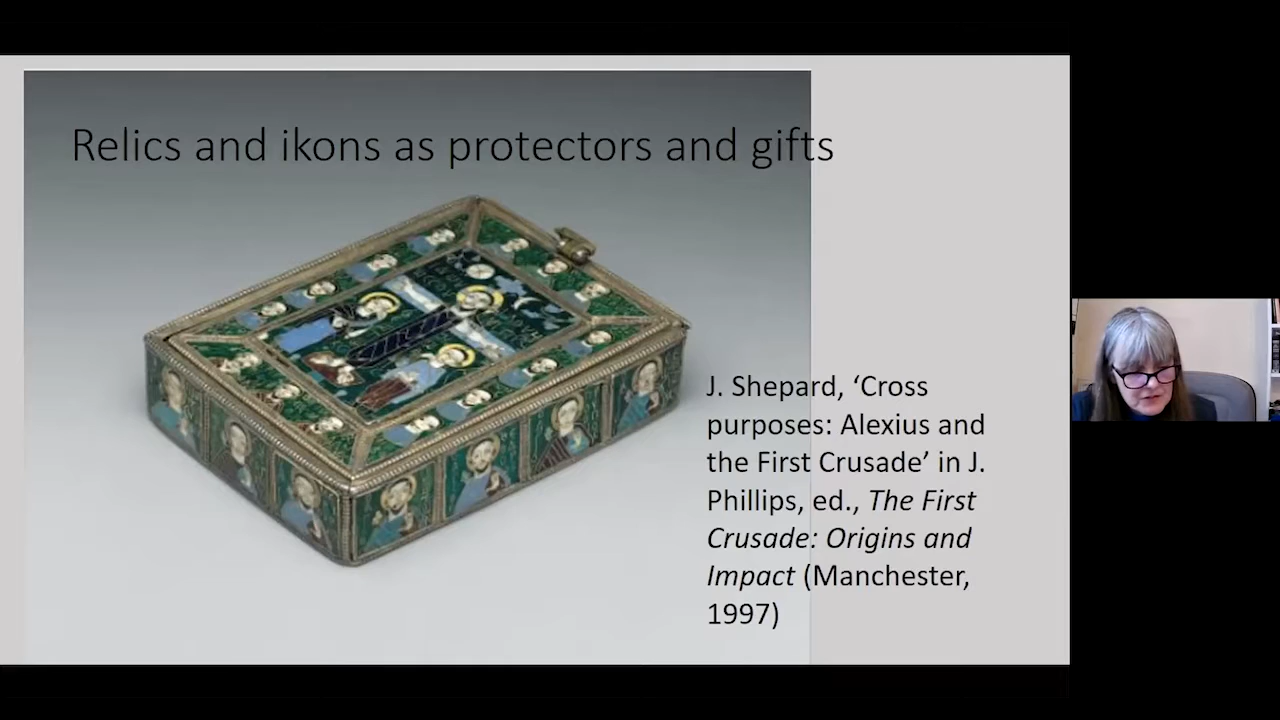 Relics and ikons as protectors and gifts
J. Shepard, ‘Cross
purposes: Alexius and
the First Crusade’ in J.
Phillips, ed., The First
Crusade: Origins and
Impact (Manchester,
1997)